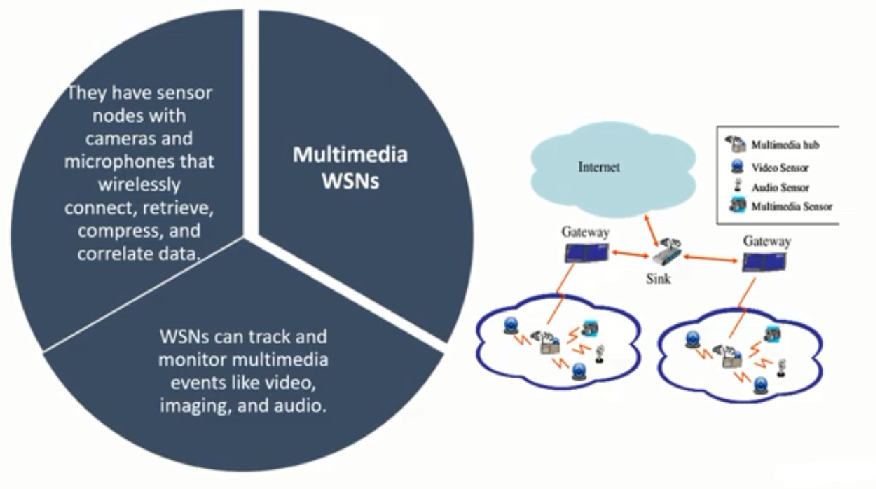 They have sensor
nodes with
cameras and
microphones that
wirelessly
connect, retrieve,
compress, and
correlate data.
Multimedia
WSNs
WSNs can track and
monitor multimedia
events like video,
imaging, and audio.
Internet
Multimedia hub
Video Sensor
Audio Sensor
Multimedia Sensor
Gateway
Sink
Gateway